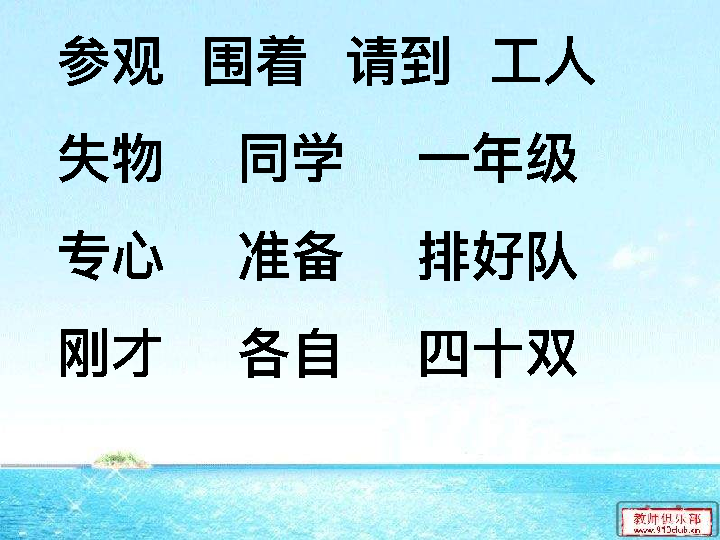 参观 围着 请到 工人
失物 同学 一年级
专心 准备 排好队
刚才 各自 四十双
教师俱乐部
www.910club.cn